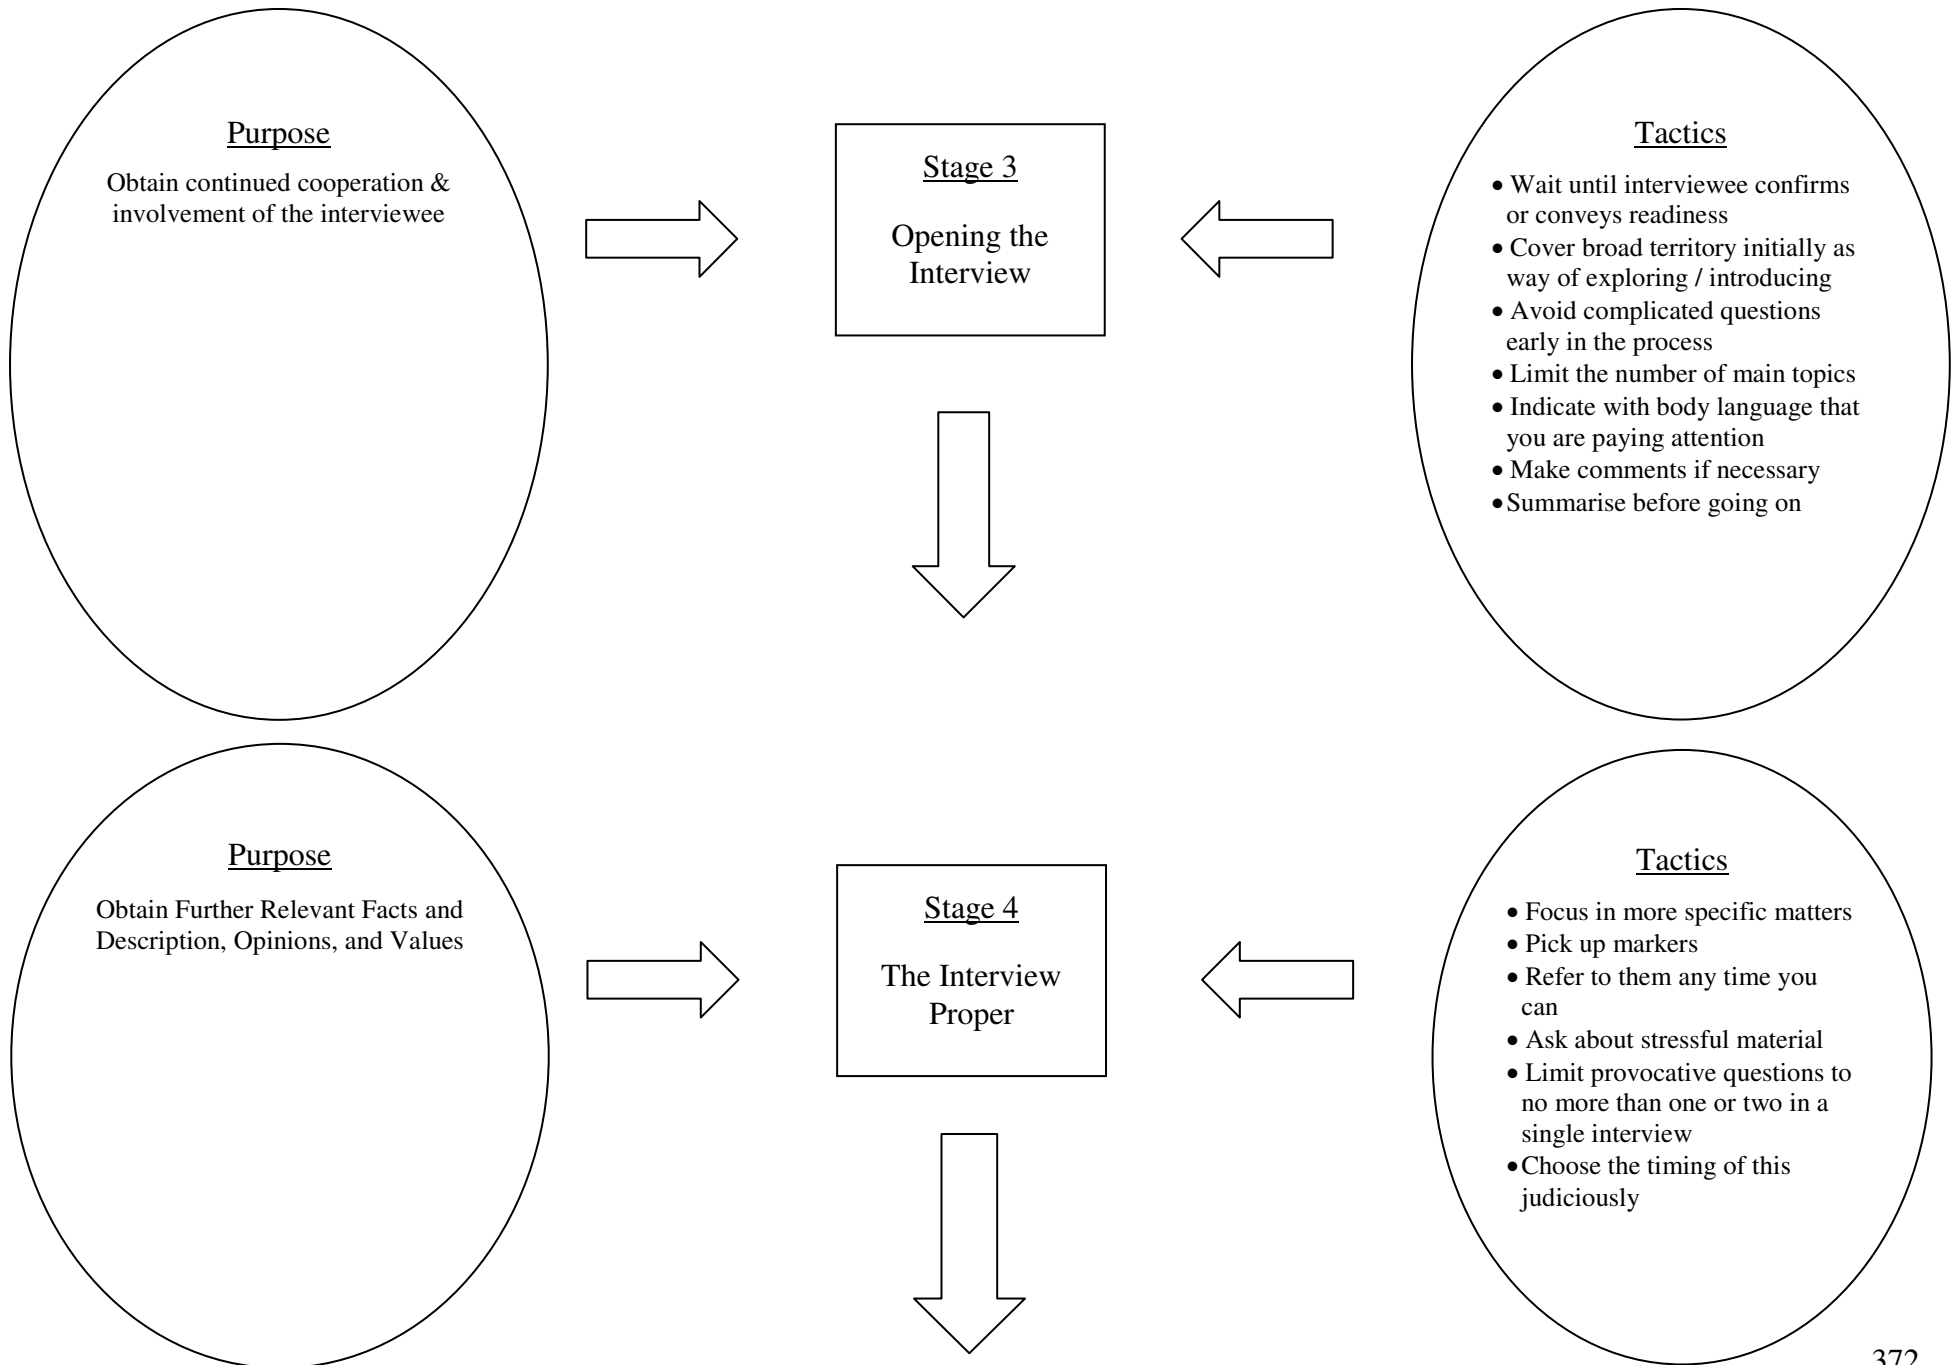 Purpose
Obtain continued cooperation &
involvement of the interviewee
Stage 3
Opening the
Interview
Tactics
• Wait until interviewee confirms
or conveys readiness
• Cover broad territory initially as
way of exploring / introducing
• Avoid complicated questions
early in the process
• Limit the number of main topics
• Indicate with body language that
you are paying attention
• Make comments if necessary
• Summarise before going on
Purpose
Obtain Further Relevant Facts and
Description, Opinions, and Values
Stage 4
The Interview
Proper
Tactics
• Focus in more specific matters
• Pick up markers
• Refer to them any time you
can
• Ask about stressful material
• Limit provocative questions to
no more than one or two in a
single interview
• Choose the timing of this
judiciously
372